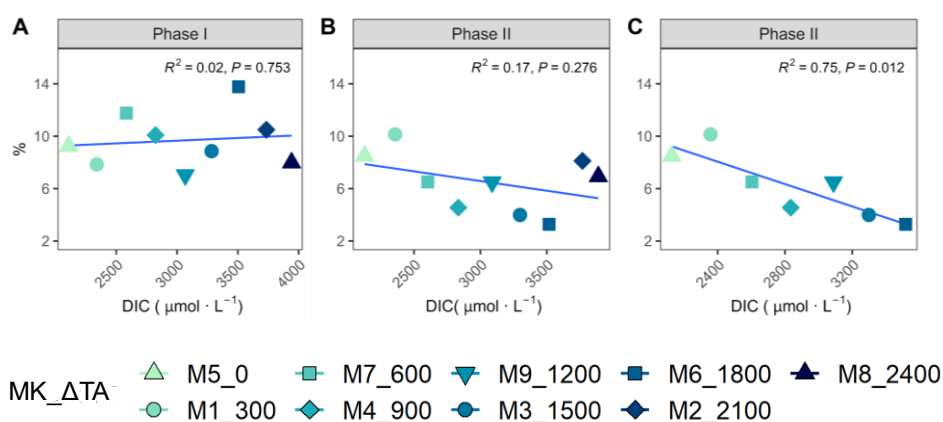 A B C
Phase I Phase II Phase II
R² = 0.02, P = 0.753 R² = 0.17, P = 0.276 R² = 0.75, P = 0.012
%
14 14 14
10 10 10
6 6 6
2 2 2
2500 3000 3500 4000 2500 3000 3500 2400 2800 3200
DIC ( μmol · L⁻¹) DIC( μmol · L⁻¹) DIC ( μmol · L⁻¹)
MK_ΔTA
M5_0 M7_600 M9_1200 M6_1800 M8_2400
M1_300 M4_900 M3_1500 M2_2100